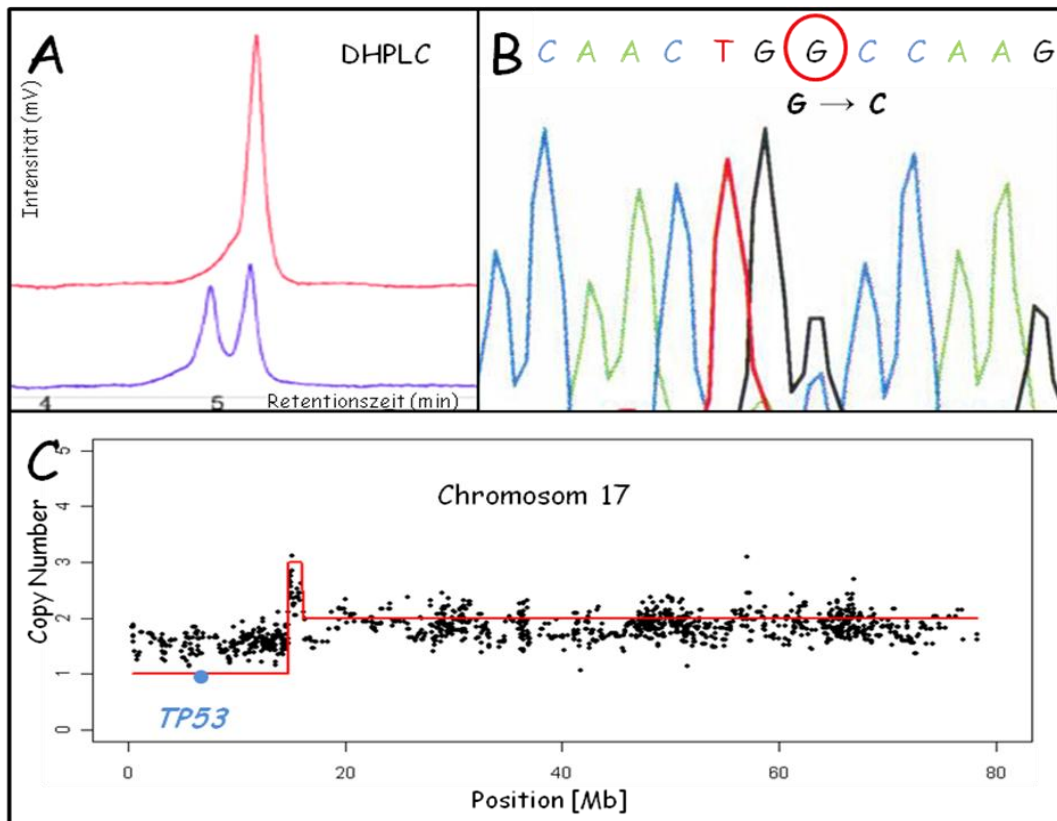 A
DHPLC
Intensität (mV)
4 5 Retentionszeit (min)
B
C A A C T G G C C A A G
G → C
C
Chromosom 17
Copy Number
5
4
3
2
1
0
TP53
0 20 40 60 80
Position [Mb]